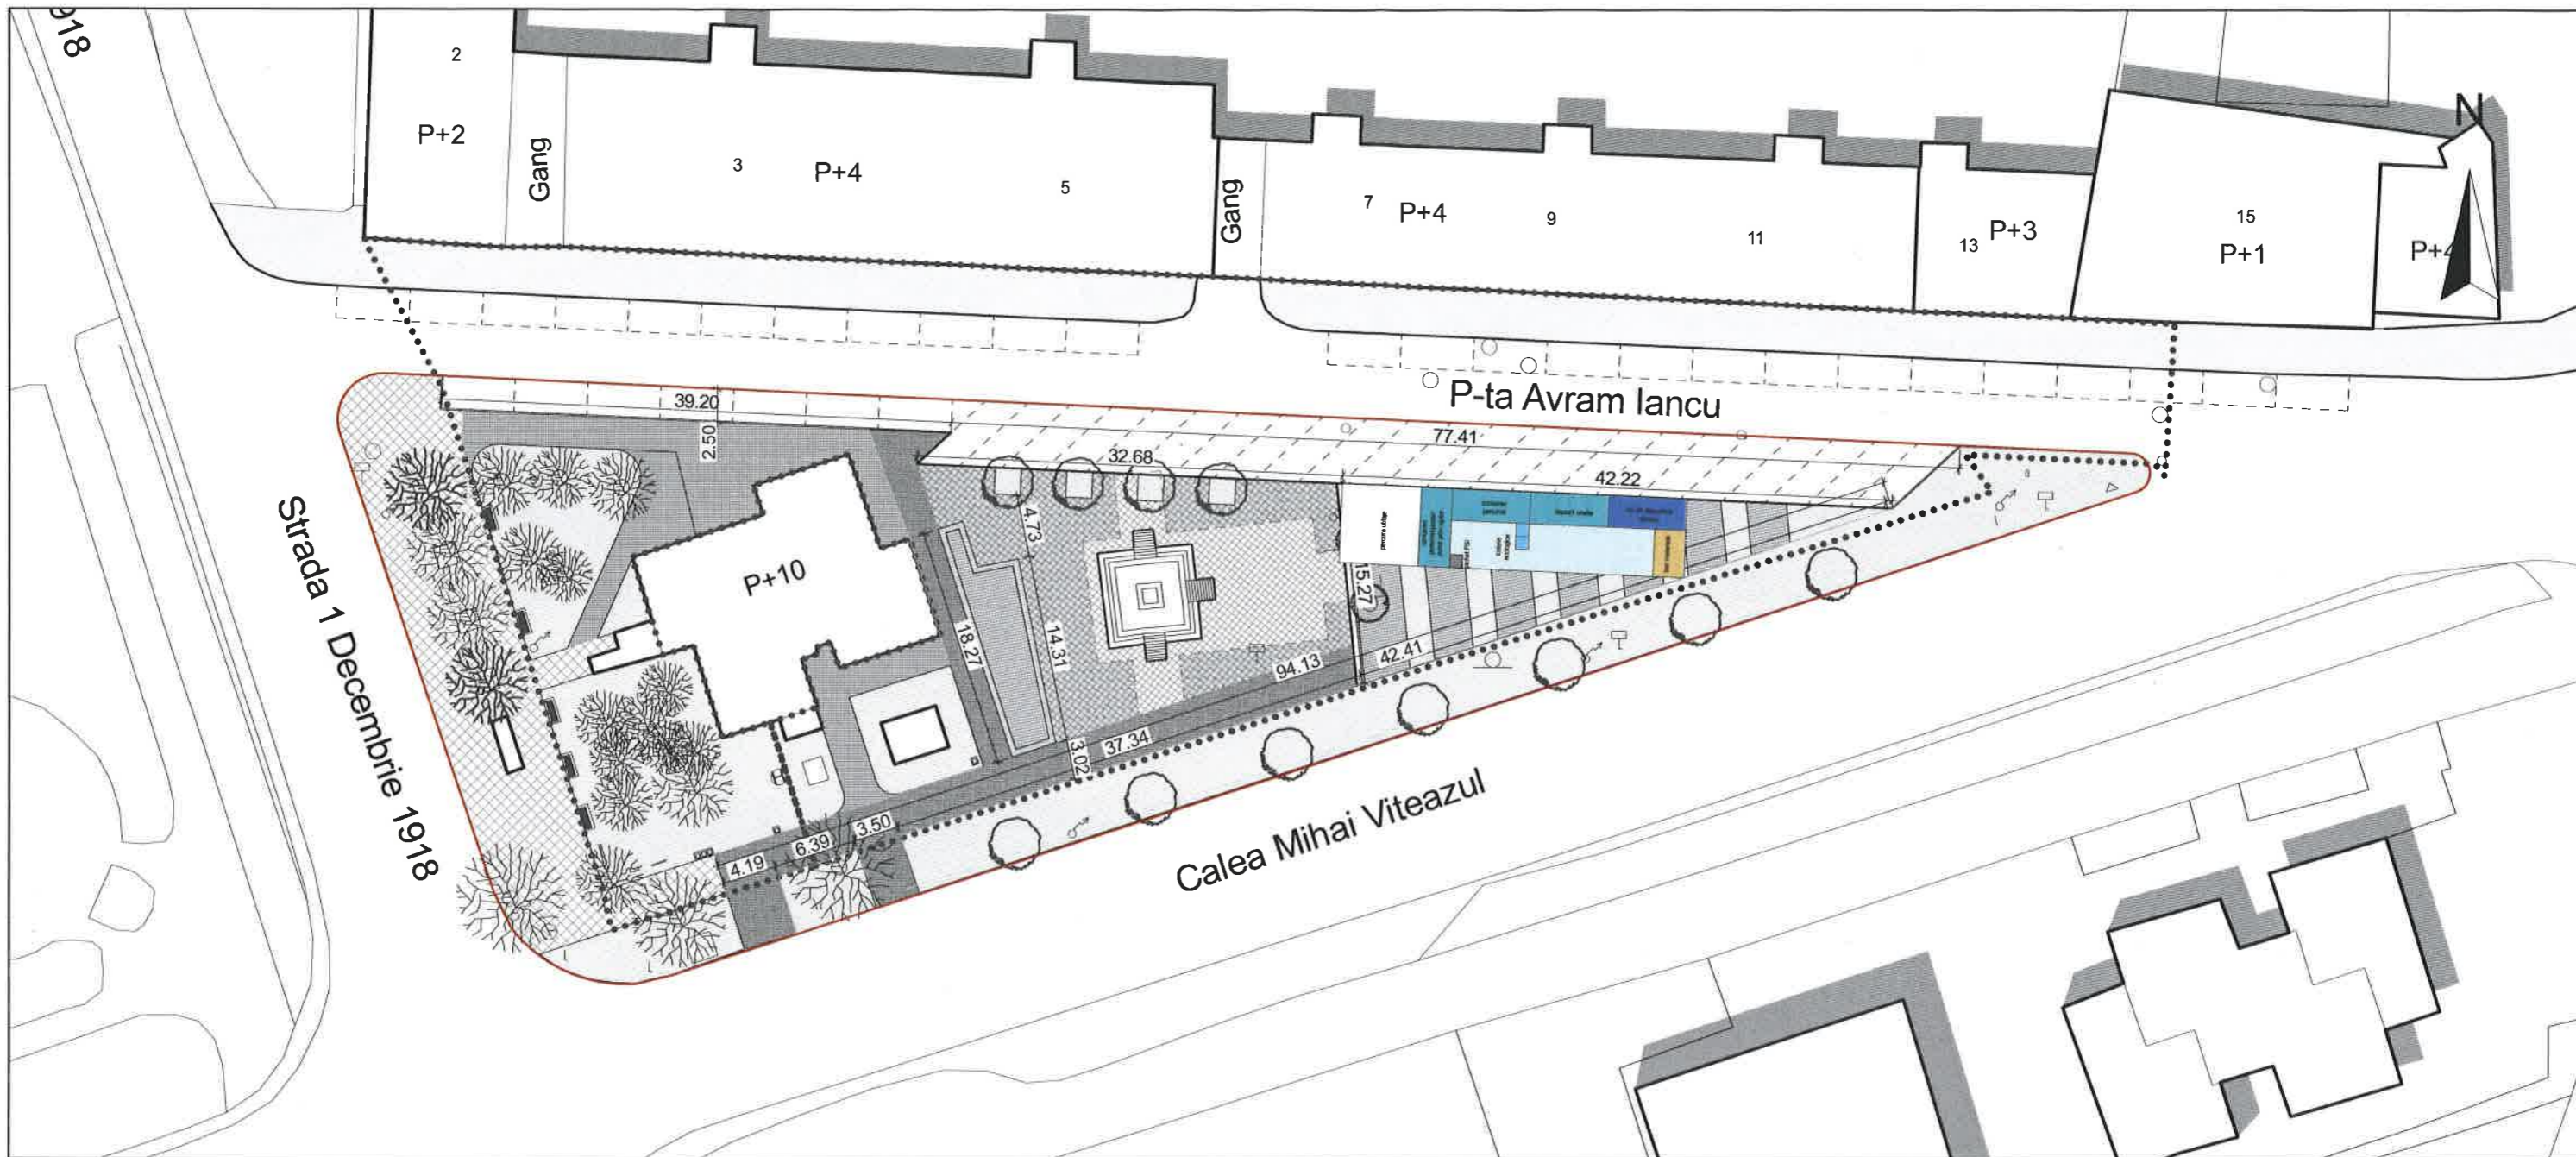 918
2
P+2
Gang
3
P+4
5
Gang
7
P+4
9
11
13
P+3
15
P+1
P+4
N
P-ta Avram Iancu
39.20
2.50
77.41
32.68
42.22
4.73
P+10
18.27
14.31
15.27
94.13
42.41
37.34
3.02
3.50
6.39
4.19
Strada 1 Decembrie 1918
Calea Mihai Viteazul